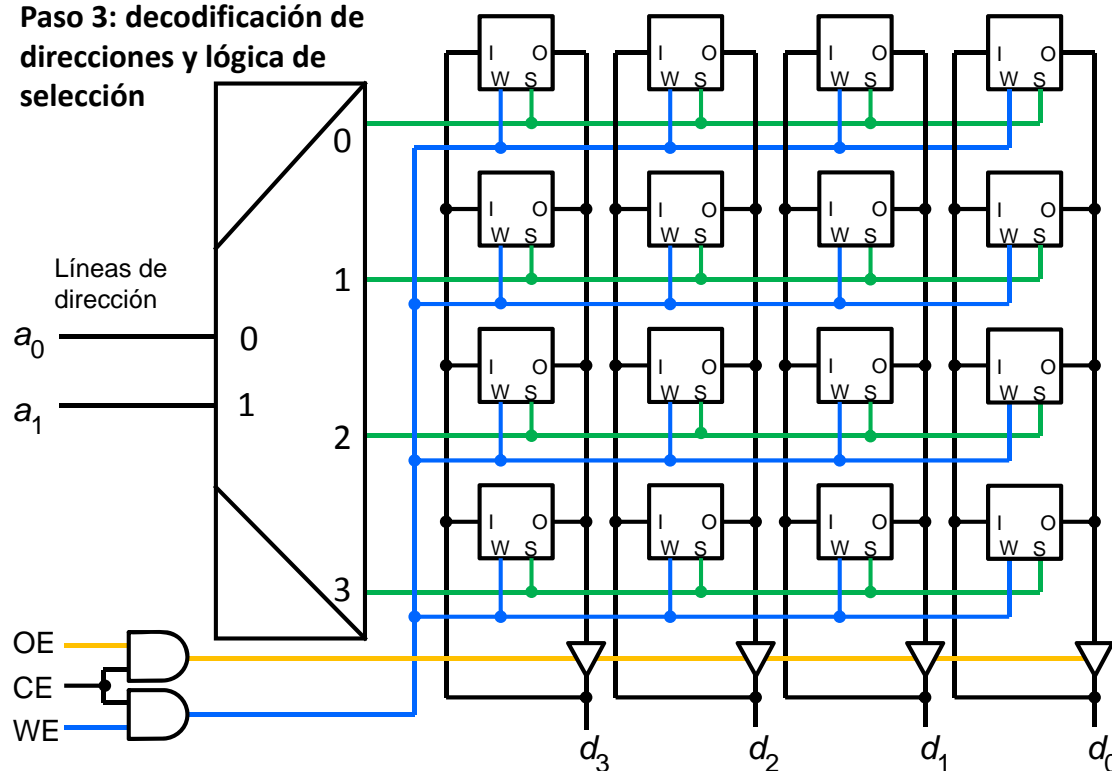 Paso 3: decodificación de
direcciones y lógica de
selección
I O I O I O I O
W S W S W S W S
0
I O I O I O I O
W S W S W S W S
1
Líneas de
dirección
a0 0
I O I O I O I O
W S W S W S W S
a1 1
2
I O I O I O I O
W S W S W S W S
3
OE
CE
WE
d3 d2 d1 d0